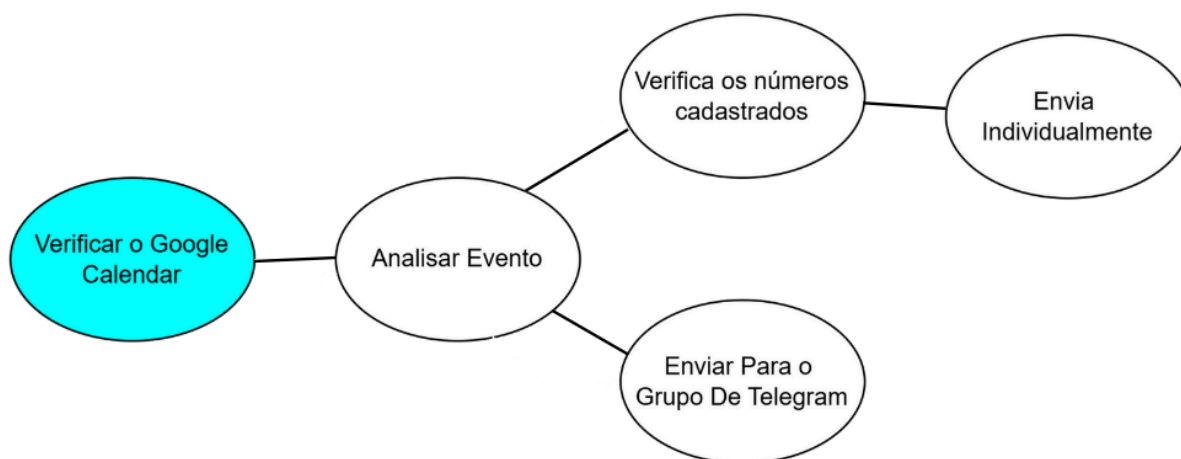 Verificar o Google
Calendar
Analisar Evento
Verifica os números
cadastrados
Envia
Individualmente
Enviar Para o
Grupo De Telegram